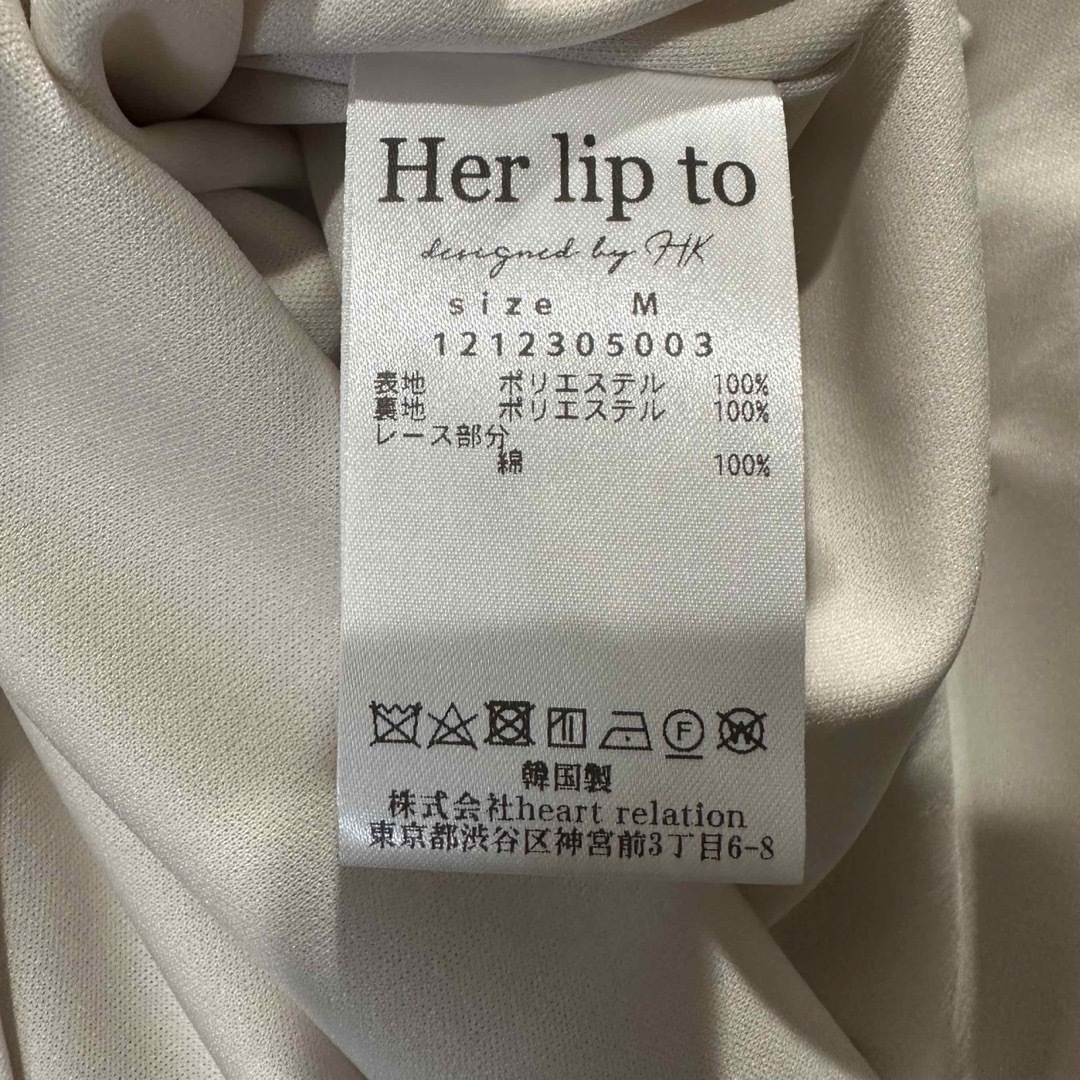 Her lip to
designed by HK
size M
1212305003
表地 ポリエステル 100%
裏地 ポリエステル 100%
レース部分
綿 100%
F W
韓国製
株式会社heart relation
東京都渋谷区神宮前3丁目6-8